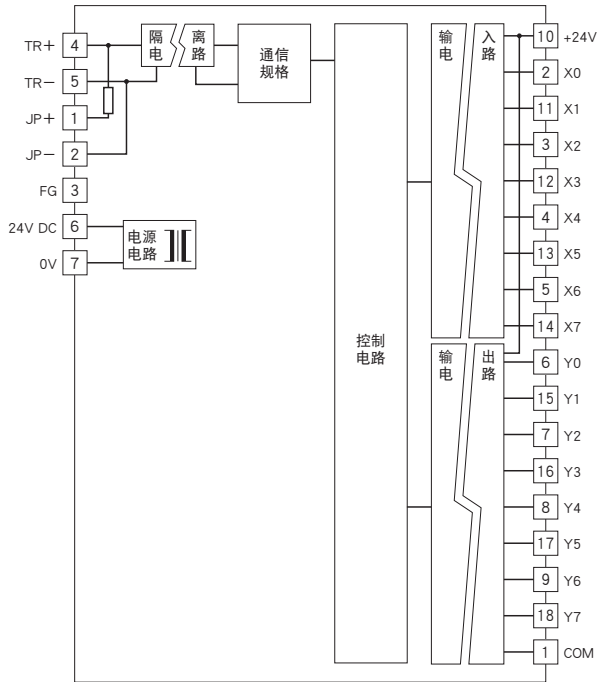 TR+ 4
TR- 5
JP+ 1
JP- 2
FG 3
24V DC 6
0V 7
隔 离
电 路
通信
规格
电源
电路
控制
电路
输 入
电 路
输 出
电 路
10 +24V
2 X0
11 X1
3 X2
12 X3
4 X4
13 X5
5 X6
14 X7
6 Y0
15 Y1
7 Y2
16 Y3
8 Y4
17 Y5
9 Y6
18 Y7
1 COM